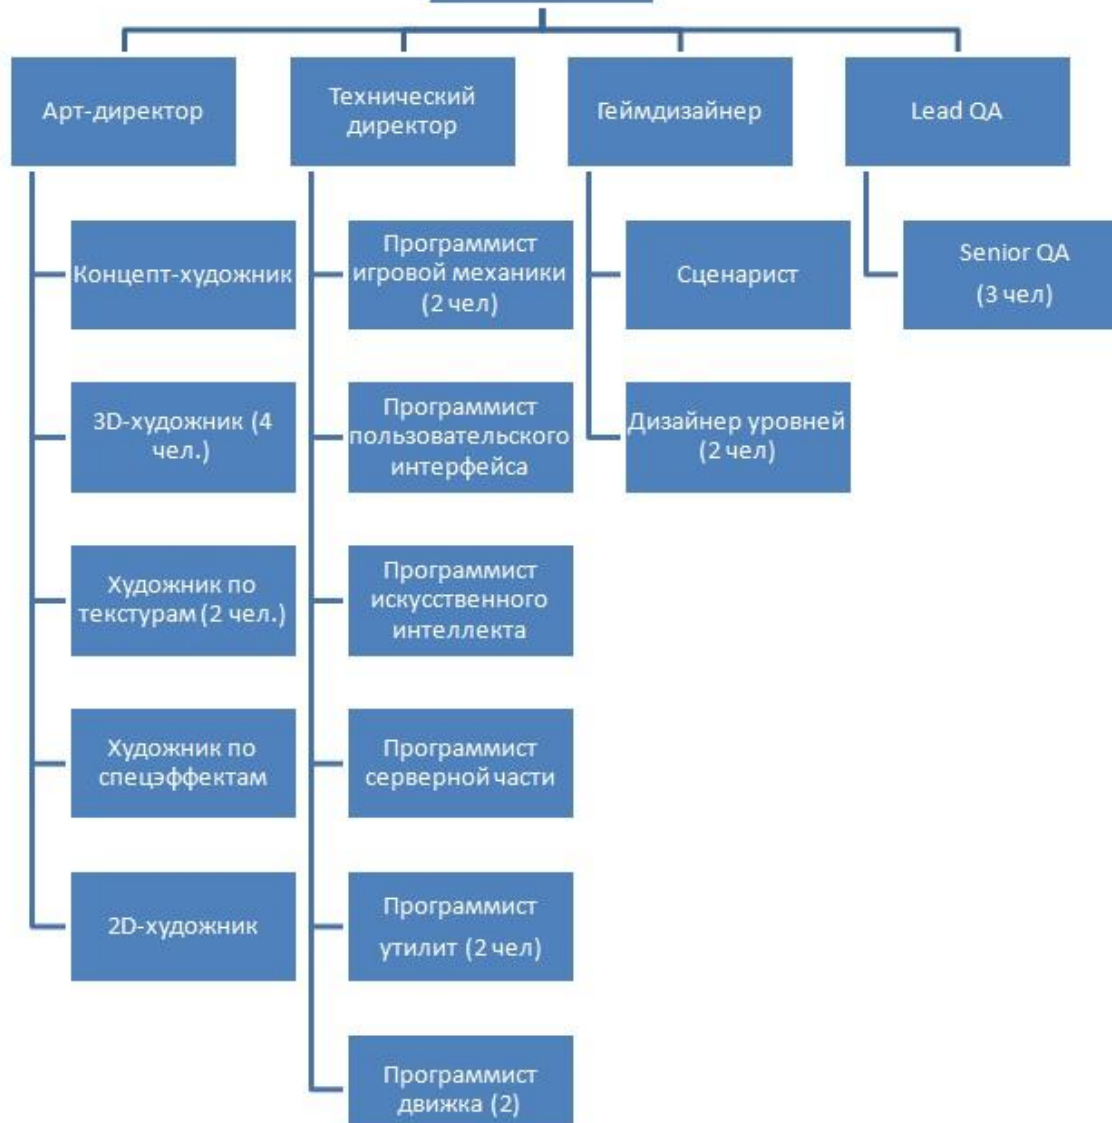 Арт-директор
Технический
директор
Геймдизайнер
Lead QA
Концепт-художник
3D-художник (4
чел.)
Художник по
текстурам (2 чел.)
Художник по
спецэффектам
2D-художник
Программист
игровой механики
(2 чел)
Программист
пользовательского
интерфейса
Программист
искусственного
интеллекта
Программист
серверной части
Программист
утилит (2 чел)
Программист
движка (2)
Сценарист
Дизайнер уровней
(2 чел)
Senior QA
(3 чел)